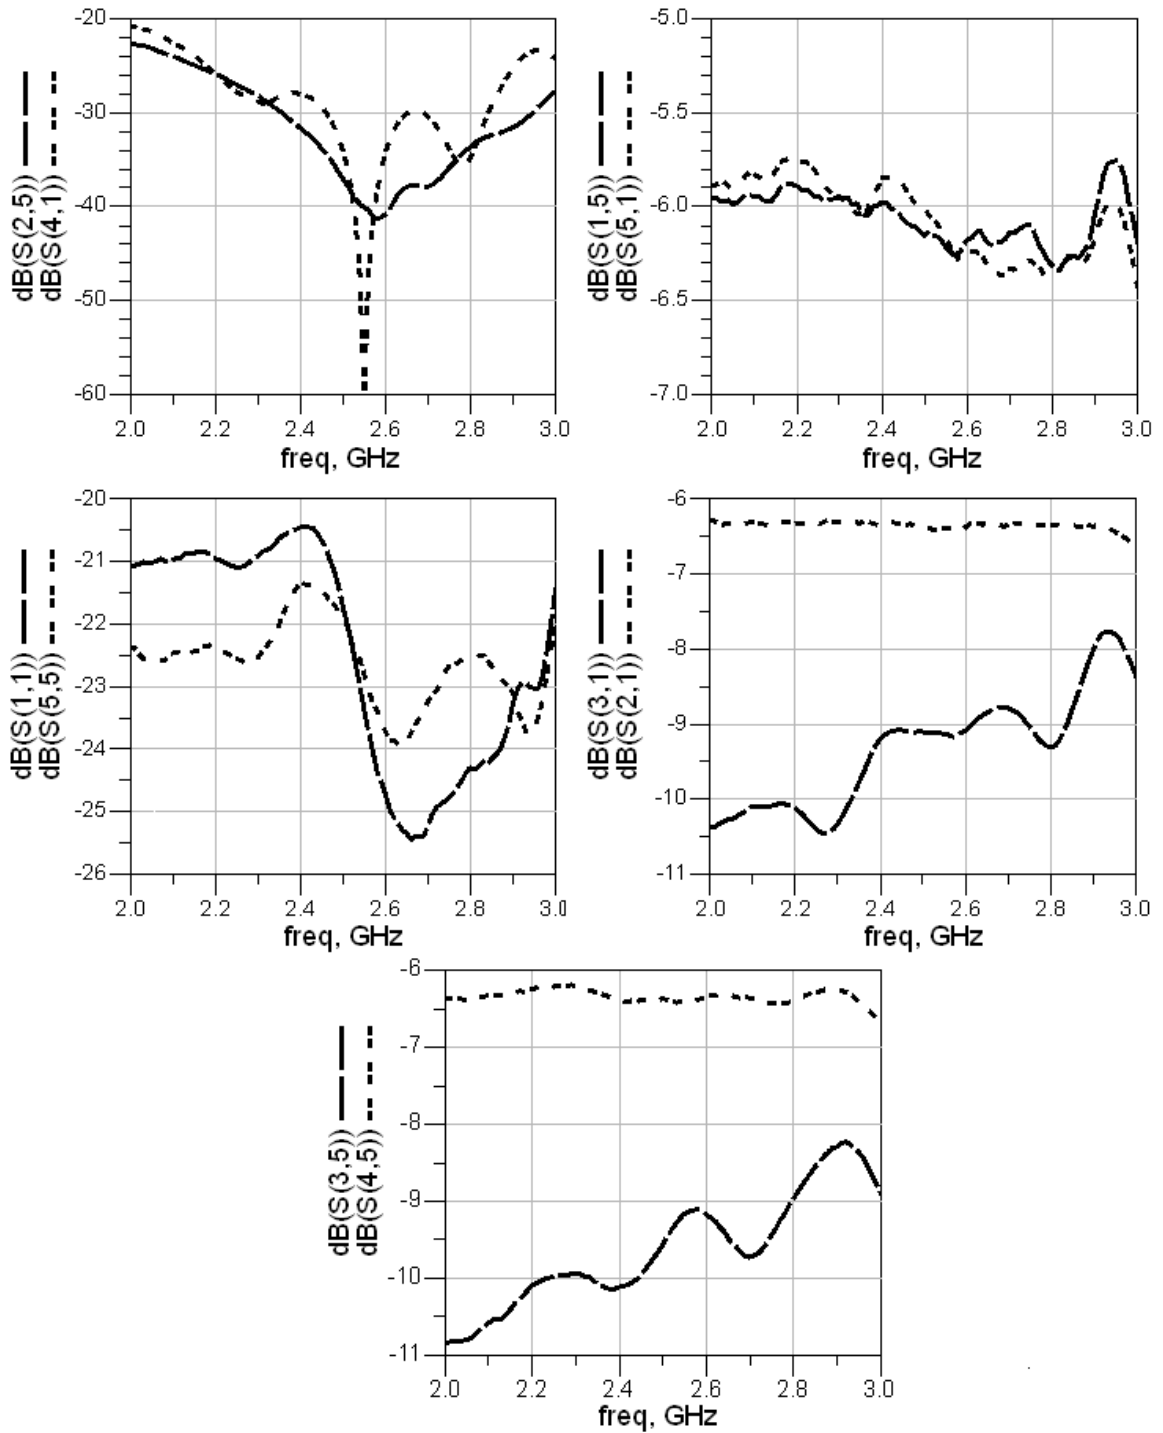 -20
-30
-40
-50
-60
2.0 2.2 2.4 2.6 2.8 3.0
freq, GHz
dB(S(2,5))
dB(S(4,1))
-5.0
-5.5
-6.0
-6.5
-7.0
2.0 2.2 2.4 2.6 2.8 3.0
freq, GHz
dB(S(1,5))
dB(S(5,1))
-20
-21
-22
-23
-24
-25
-26
2.0 2.2 2.4 2.6 2.8 3.0
freq, GHz
dB(S(1,1))
dB(S(5,5))
-6
-7
-8
-9
-10
-11
2.0 2.2 2.4 2.6 2.8 3.0
freq, GHz
dB(S(3,1))
dB(S(2,1))
-6
-7
-8
-9
-10
-11
2.0 2.2 2.4 2.6 2.8 3.0
freq, GHz
dB(S(3,5))
dB(S(4,5))